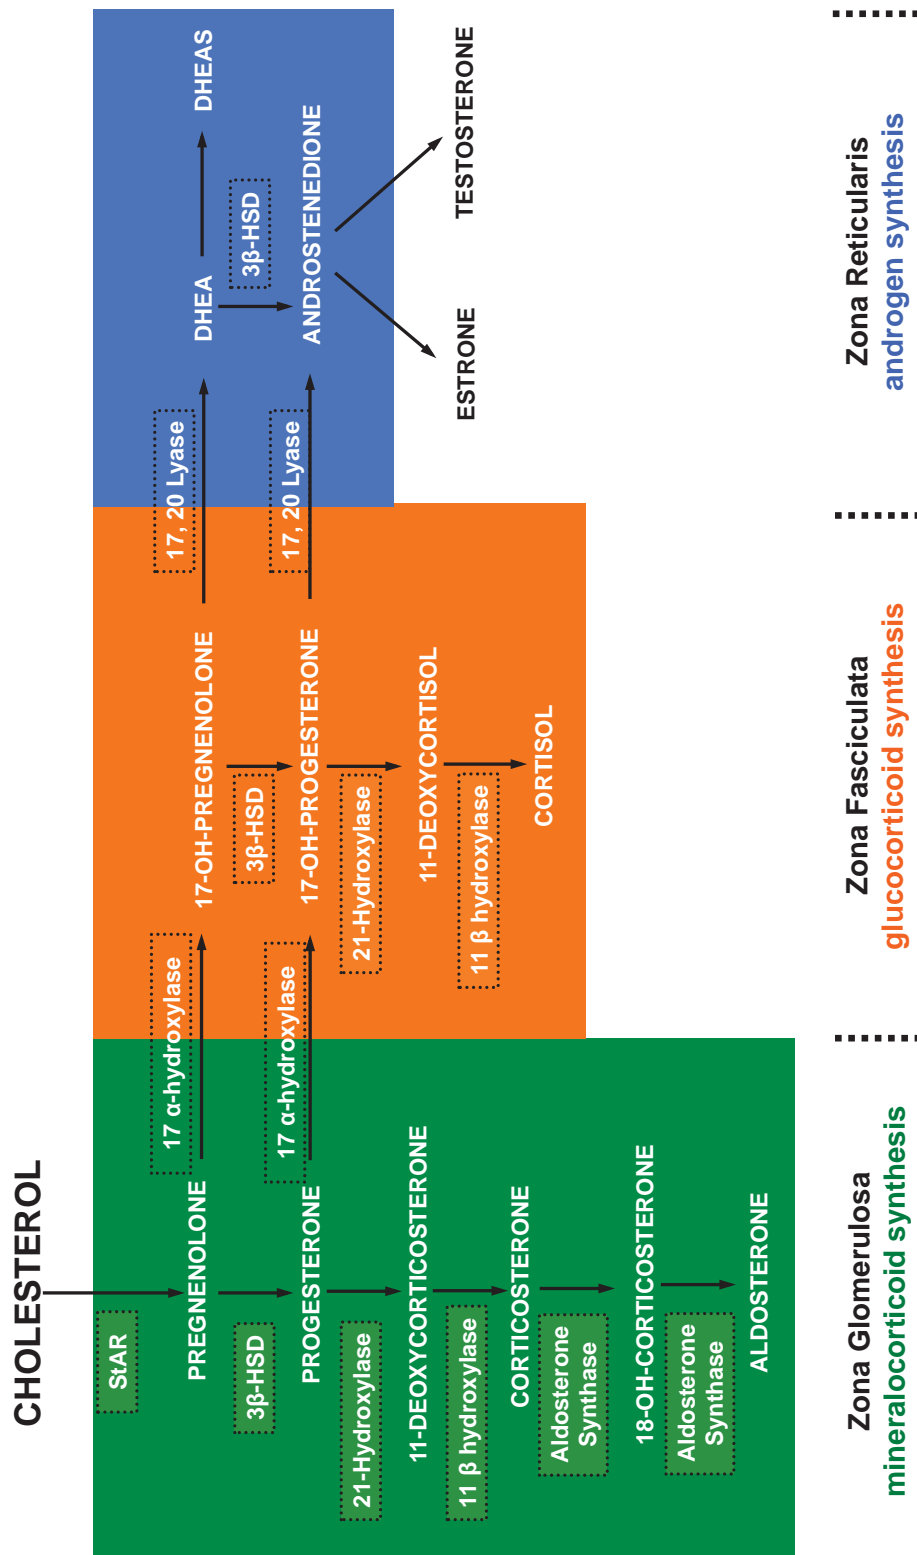 CHOLESTEROL
StAR
PREGNENOLONE
17 α-hydroxylase
17-OH-PREGNENOLONE
17, 20 Lyase
DHEA
DHEAS
3β-HSD
3β-HSD
3β-HSD
PROGESTERONE
17 α-hydroxylase
17-OH-PROGESTERONE
17, 20 Lyase
ANDROSTENEDIONE
21-Hydroxylase
21-Hydroxylase
11-DEOXYCORTICOSTERONE
11-DEOXYCORTISOL
ESTRONE
TESTOSTERONE
11 β hydroxylase
11 β hydroxylase
CORTICOSTERONE
CORTISOL
Aldosterone
Synthase
18-OH-CORTICOSTERONE
Aldosterone
Synthase
ALDOSTERONE
Zona Glomerulosa
mineralocorticoid synthesis
Zona Fasciculata
glucocorticoid synthesis
Zona Reticularis
androgen synthesis